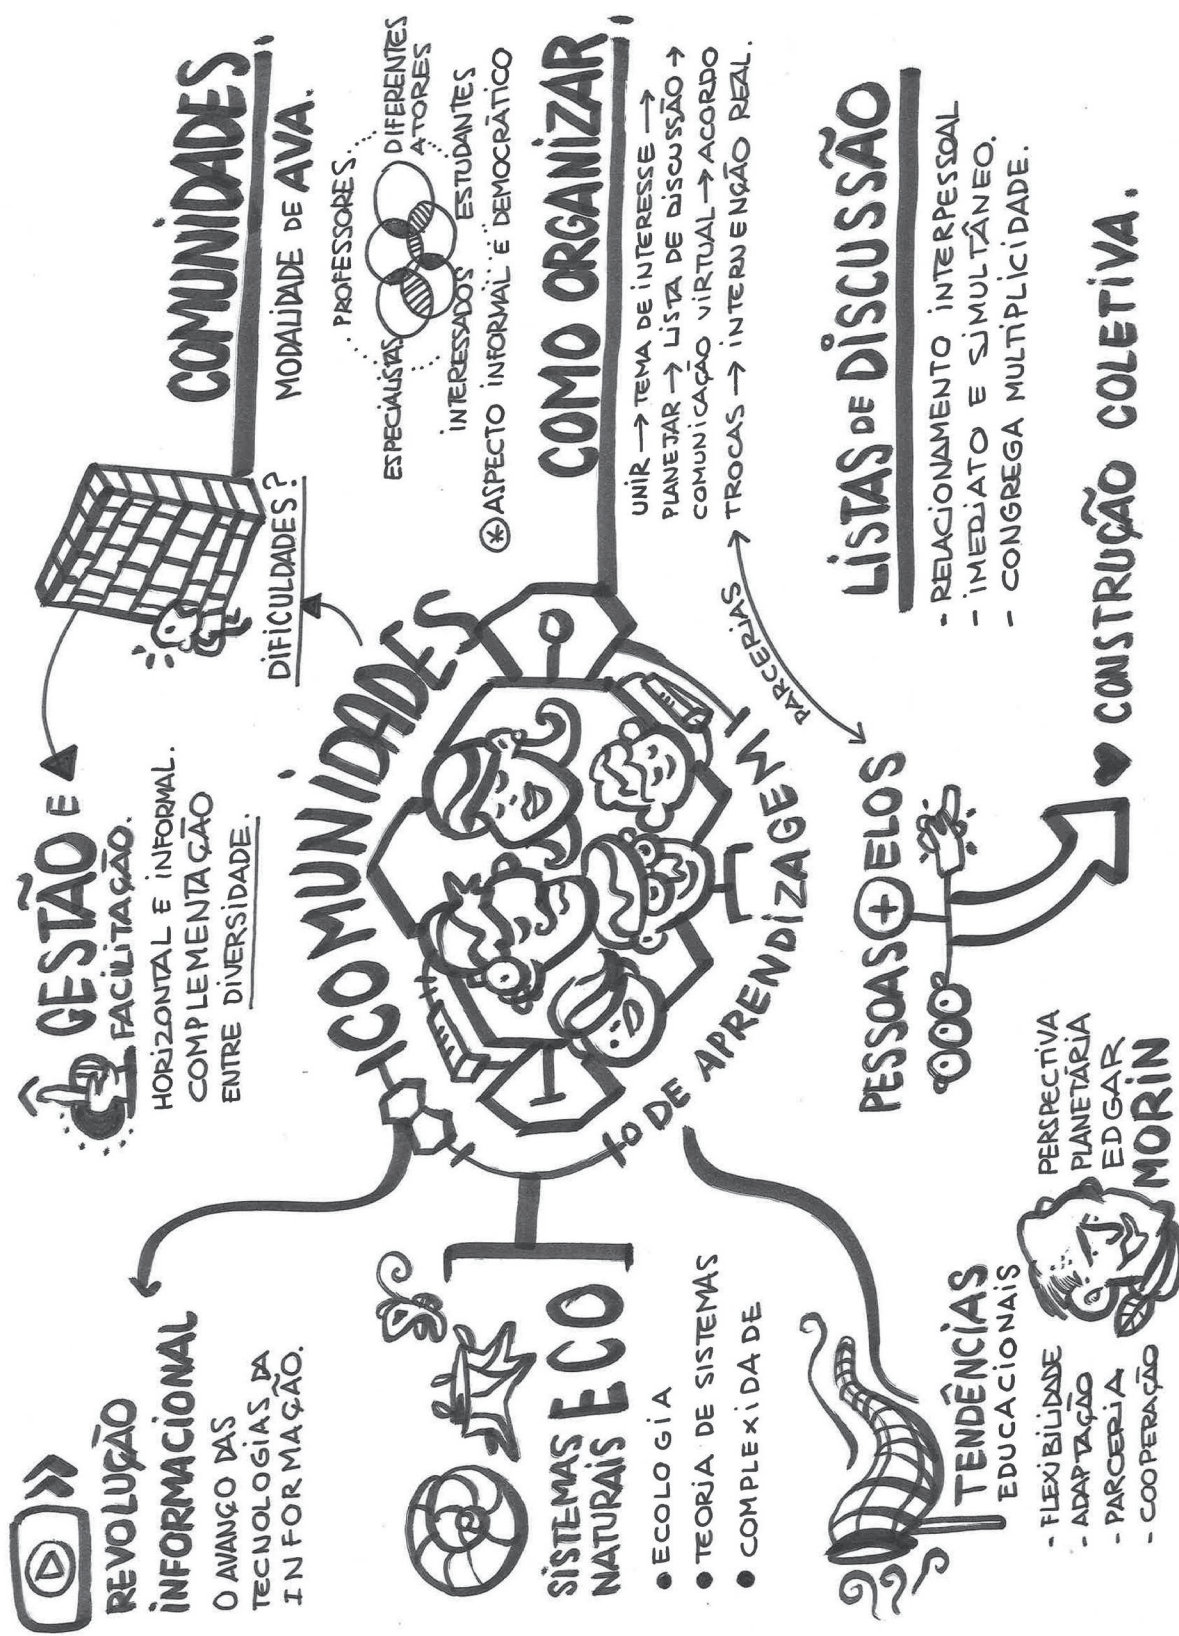 REVOLUÇÃO
INFORMACIONAL
O AVANÇO DAS
TECNOLOGIAS DA
INFORMAÇÃO.
GESTÃO E
FACILITAÇÃO.
HORIZONTAL E INFORMAL.
COMPLEMENTAÇÃO
ENTRE DIVERSIDADE.
DIFICULDADES?
COMUNIDADES
MODALIDADE DE AVA.
PROFESSORES
ESPECIALISTAS
DIFERENTES
ATORES
INTERESSADOS
ESTUDANTES
* ASPECTO INFORMAL E DEMOCRÁTICO
COMUNIDADES
DE APRENDIZAGEM
SISTEMAS
NATURAIS
ECO
• ECOLOGIA
• TEORIA DE SISTEMAS
• COMPLEXIDADE
COMO ORGANIZAR
UNIR → TEMA DE INTERESSE →
PLANEJAR → LISTA DE DISCUSSÃO →
COMUNICAÇÃO VIRTUAL → ACORDO
TROCAS → INTERVENÇÃO REAL.
PARCERIAS
LISTAS DE DISCUSSÃO
- RELACIONAMENTO INTERPESSOAL
- IMEDIATO E SIMULTÂNEO.
- CONGREGA MULTIPLICIDADE.
PESSOAS + ELOS
CONSTRUÇÃO COLETIVA.
TENDÊNCIAS
EDUCACIONAIS
- FLEXIBILIDADE
- ADAPTAÇÃO
- PARCERIA
- COOPERAÇÃO
PERSPECTIVA
PLANETÁRIA
EDGAR
MORIN